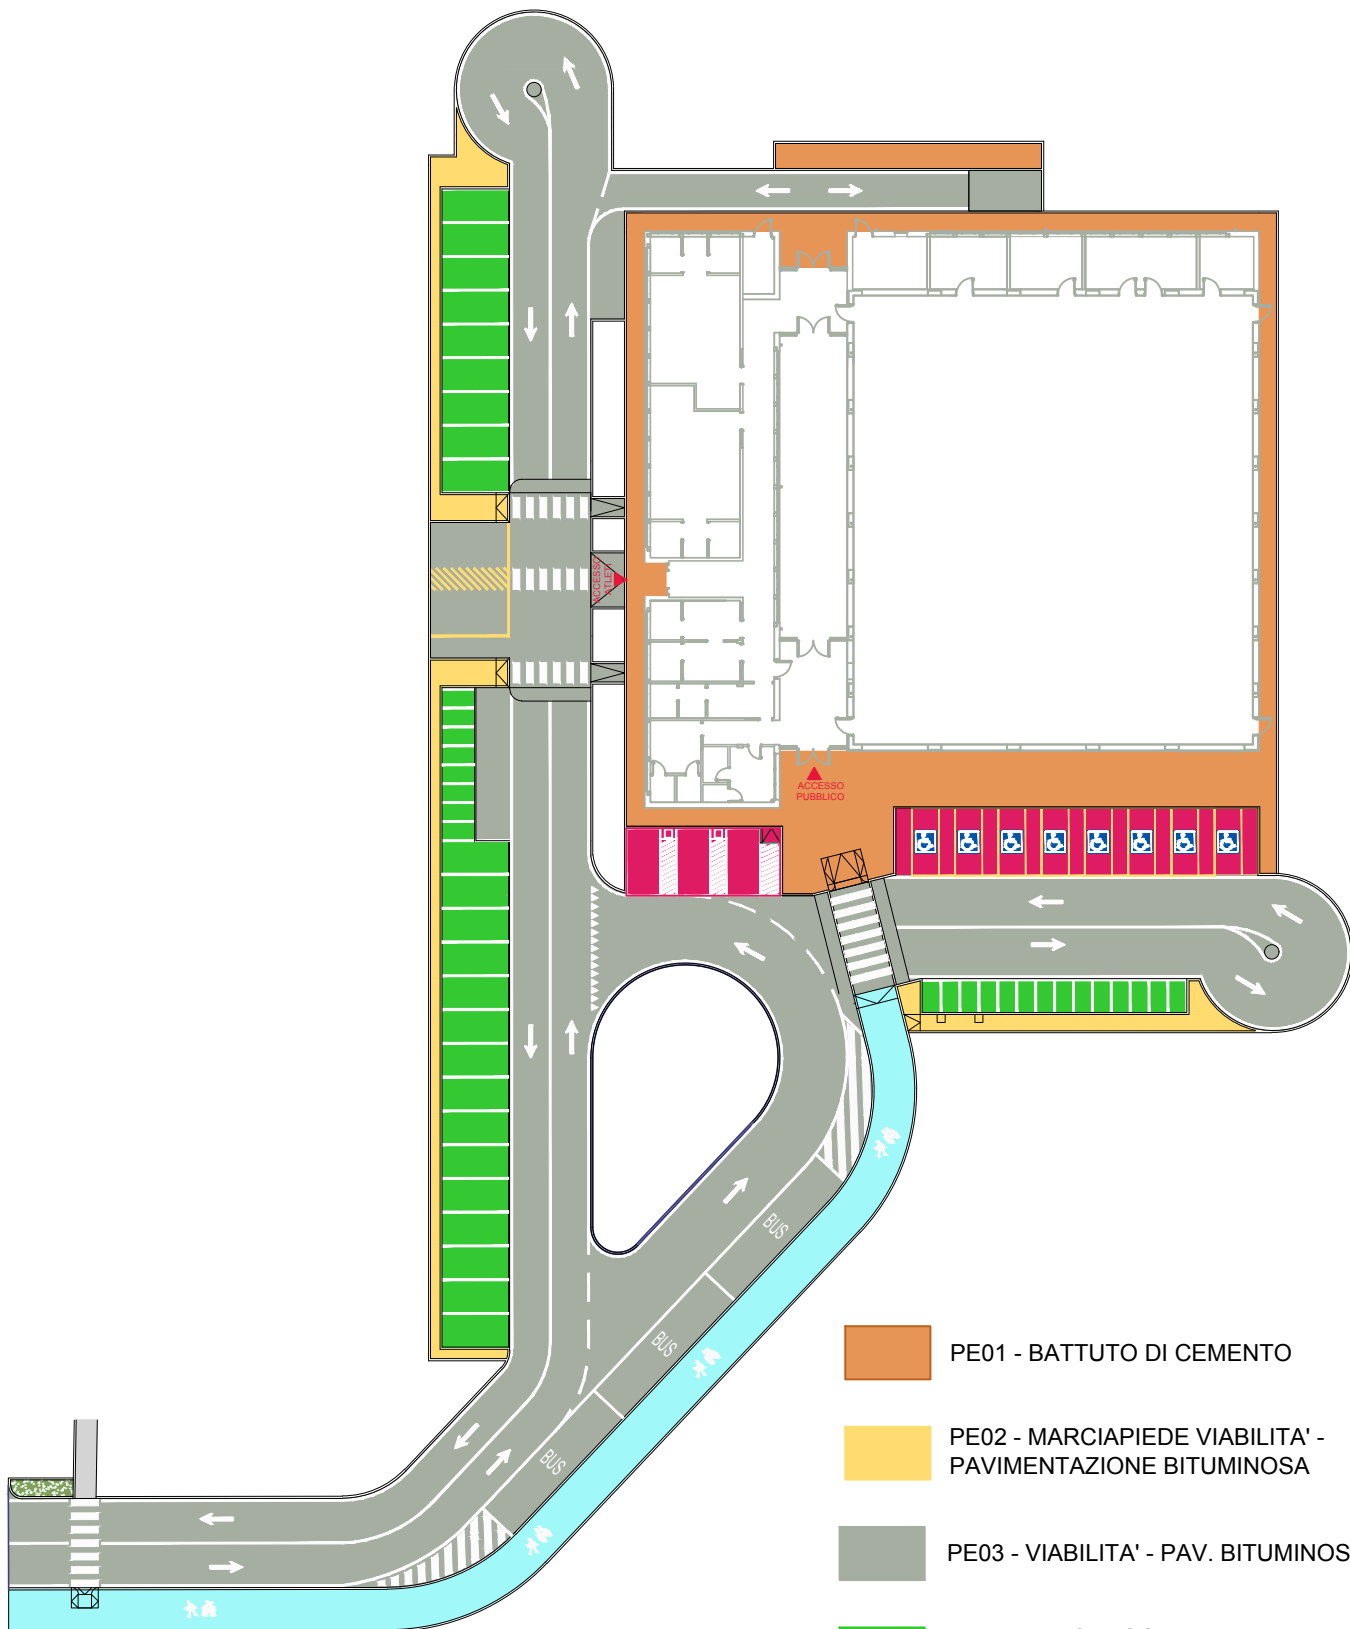 ACCESSO
ATLETI
ACCESSO
PUBBLICO
BUS
BUS
BUS
PE01 - BATTUTO DI CEMENTO
PE02 - MARCIAPIEDE VIABILITA' -
PAVIMENTAZIONE BITUMINOSA
PE03 - VIABILITA' - PAV. BITUMINOS